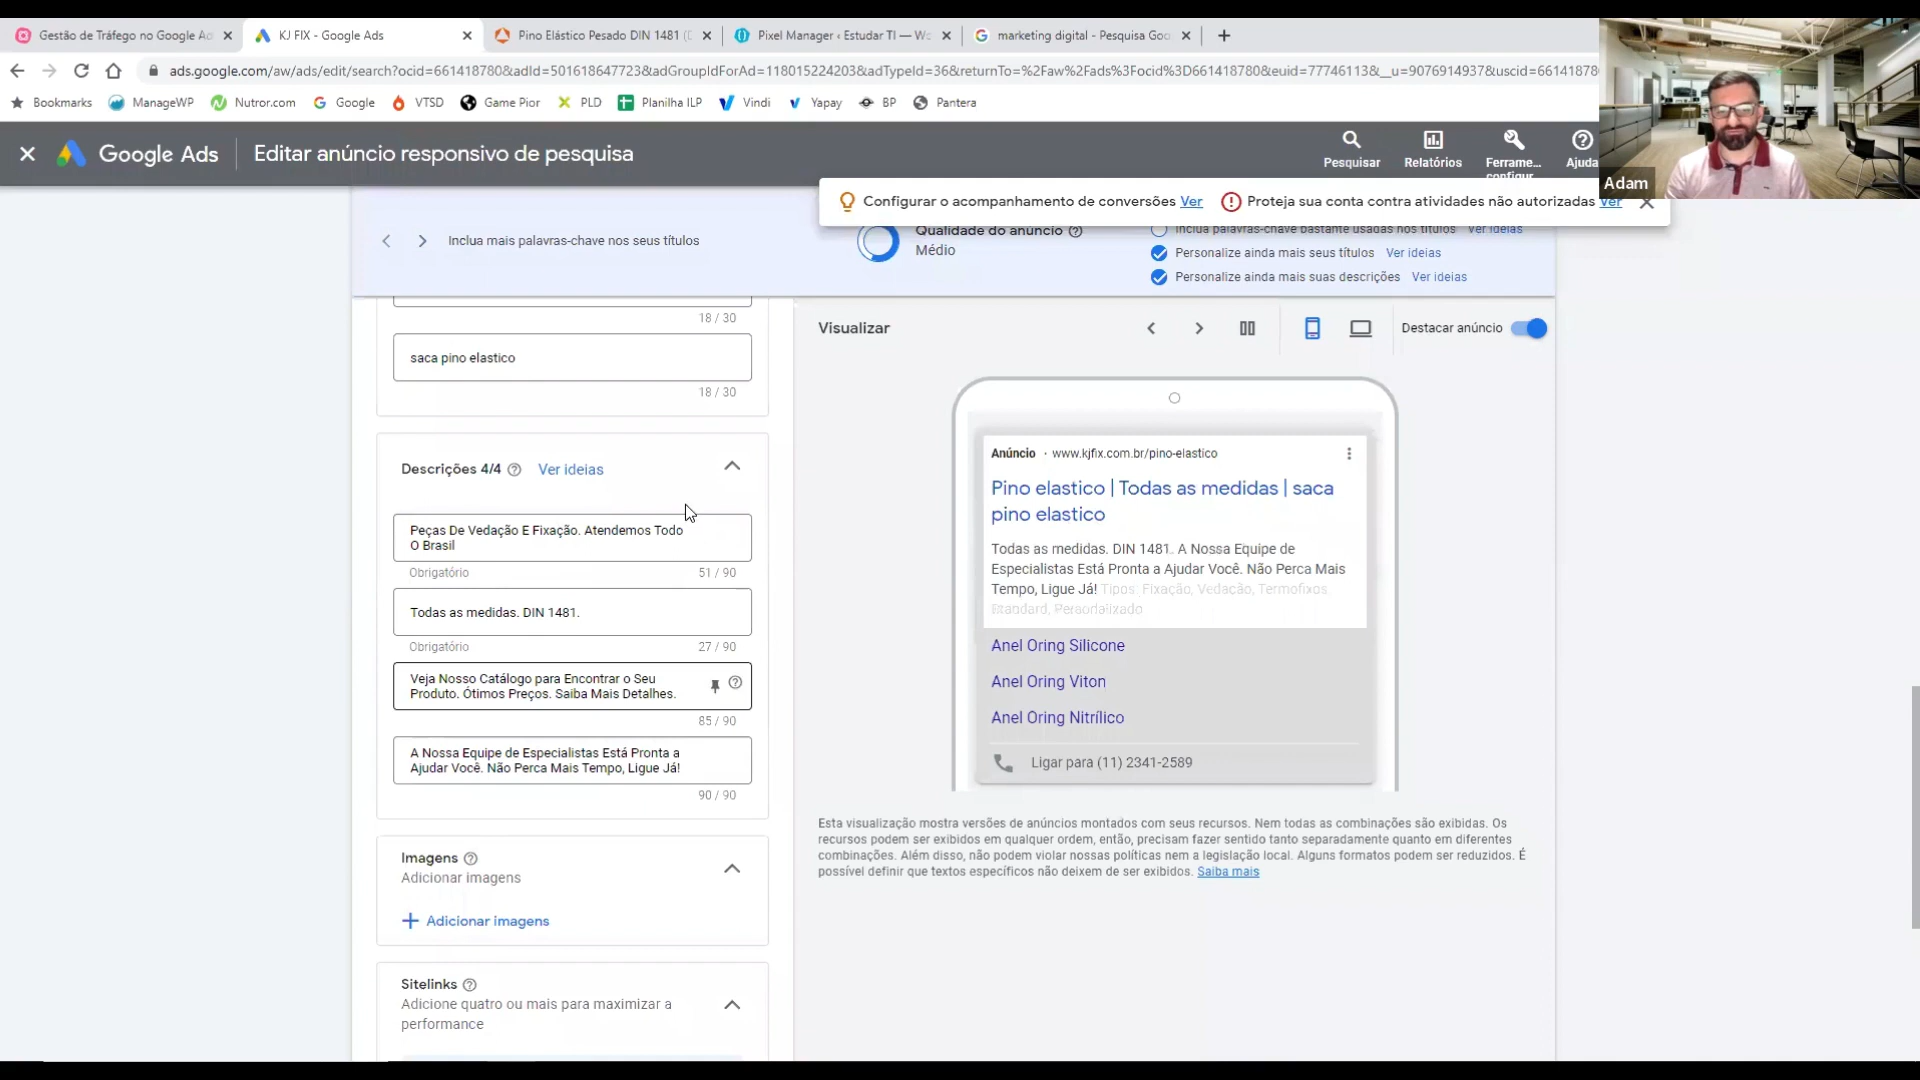 Gestão de Tráfego no Google Ad
KJ FIX - Google Ads
Pino Elástico Pesado DIN 1481 (D
Pixel Manager ‹ Estudar TI — Wo
marketing digital - Pesquisa Goo
ads.google.com/aw/ads/edit/search?ocid=661418780&adId=501618647723&adGroupIdForAd=118015224203&adTypeId=36&returnTo=%2Faw%2Fads%3Focid%3D661418780&euid=77746113&__u=9076914937&uscid=66141878
Bookmarks
ManageWP
Nutror.com
Google
VTSD
Game Pior
PLD
Planilha ILP
Vindi
Yapay
BP
Pantera
Google Ads
Editar anúncio responsivo de pesquisa
Pesquisar
Relatórios
Ferrame...
configur...
Ajuda
Adam
Configurar o acompanhamento de conversões Ver
Proteja sua conta contra atividades não autorizadas Ver
Inclua mais palavras-chave nos seus títulos
Qualidade do anúncio
Médio
Inclua palavras-chave bastante usadas nos títulos Ver ideias
Personalize ainda mais seus títulos Ver ideias
Personalize ainda mais suas descrições Ver ideias
18 / 30
saca pino elastico
18 / 30
Descrições 4/4
Ver ideias
Peças De Vedação E Fixação. Atendemos Todo
O Brasil
Obrigatório
51 / 90
Todas as medidas. DIN 1481.
Obrigatório
27 / 90
Veja Nosso Catálogo para Encontrar o Seu
Produto. Ótimos Preços. Saiba Mais Detalhes.
85 / 90
A Nossa Equipe de Especialistas Está Pronta a
Ajudar Você. Não Perca Mais Tempo, Ligue Já!
90 / 90
Imagens
Adicionar imagens
Adicionar imagens
Sitelinks
Adicione quatro ou mais para maximizar a
performance
Visualizar
Destacar anúncio
Anúncio · www.kjfix.com.br/pino-elastico
Pino elastico | Todas as medidas | saca
pino elastico
Todas as medidas. DIN 1481. A Nossa Equipe de
Especialistas Está Pronta a Ajudar Você. Não Perca Mais
Tempo, Ligue Já! Tipos: Fixação, Vedação, Termofixos,
Standard, Personalizado
Anel Oring Silicone
Anel Oring Viton
Anel Oring Nitrílico
Ligar para (11) 2341-2589
Esta visualização mostra versões de anúncios montados com seus recursos. Nem todas as combinações são exibidas. Os
recursos podem ser exibidos em qualquer ordem, então, precisam fazer sentido tanto separadamente quanto em diferentes
combinações. Além disso, não podem violar nossas políticas nem a legislação local. Alguns formatos podem ser reduzidos. É
possível definir que textos específicos não deixem de ser exibidos. Saiba mais